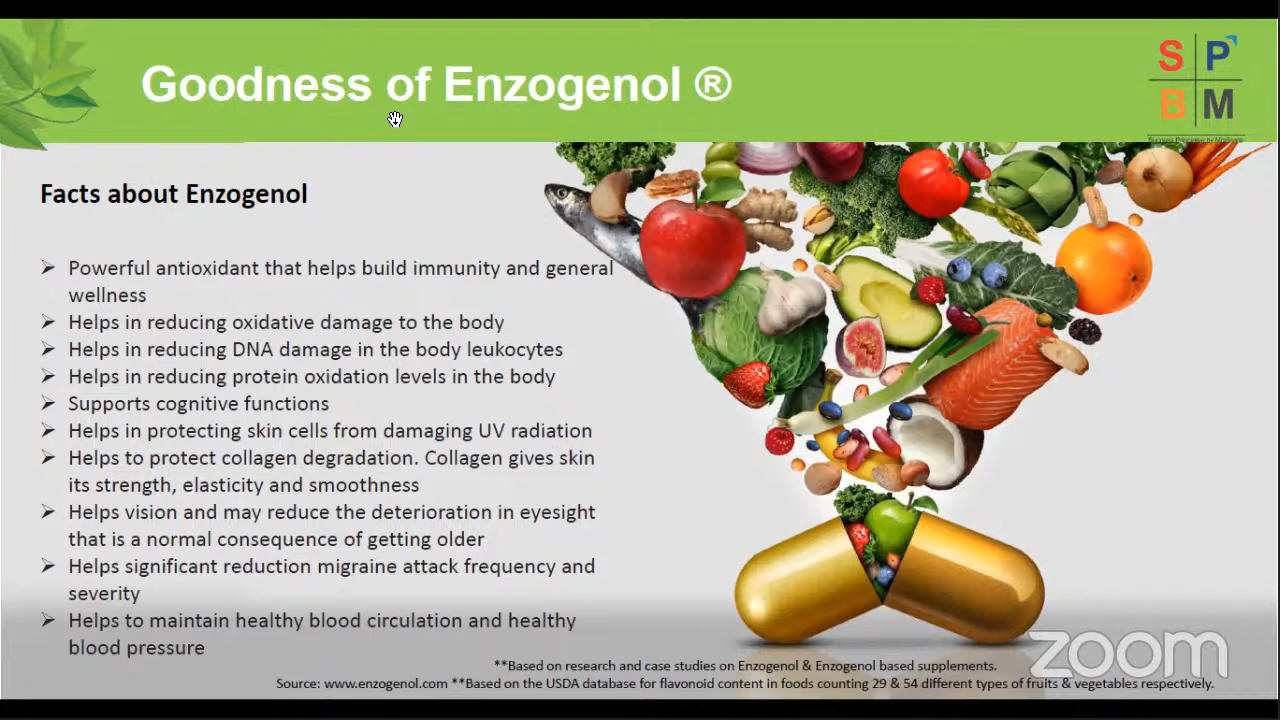 Goodness of Enzogenol ®
S P
B M
Facts about Enzogenol
➢ Powerful antioxidant that helps build immunity and general
wellness
➢ Helps in reducing oxidative damage to the body
➢ Helps in reducing DNA damage in the body leukocytes
➢ Helps in reducing protein oxidation levels in the body
➢ Supports cognitive functions
➢ Helps in protecting skin cells from damaging UV radiation
➢ Helps to protect collagen degradation. Collagen gives skin
its strength, elasticity and smoothness
➢ Helps vision and may reduce the deterioration in eyesight
that is a normal consequence of getting older
➢ Helps significant reduction migraine attack frequency and
severity
➢ Helps to maintain healthy blood circulation and healthy
blood pressure
zoom
**Based on research and case studies on Enzogenol & Enzogenol based supplements.
Source: www.enzogenol.com **Based on the USDA database for flavonoid content in foods counting 29 & 54 different types of fruits & vegetables respectively.